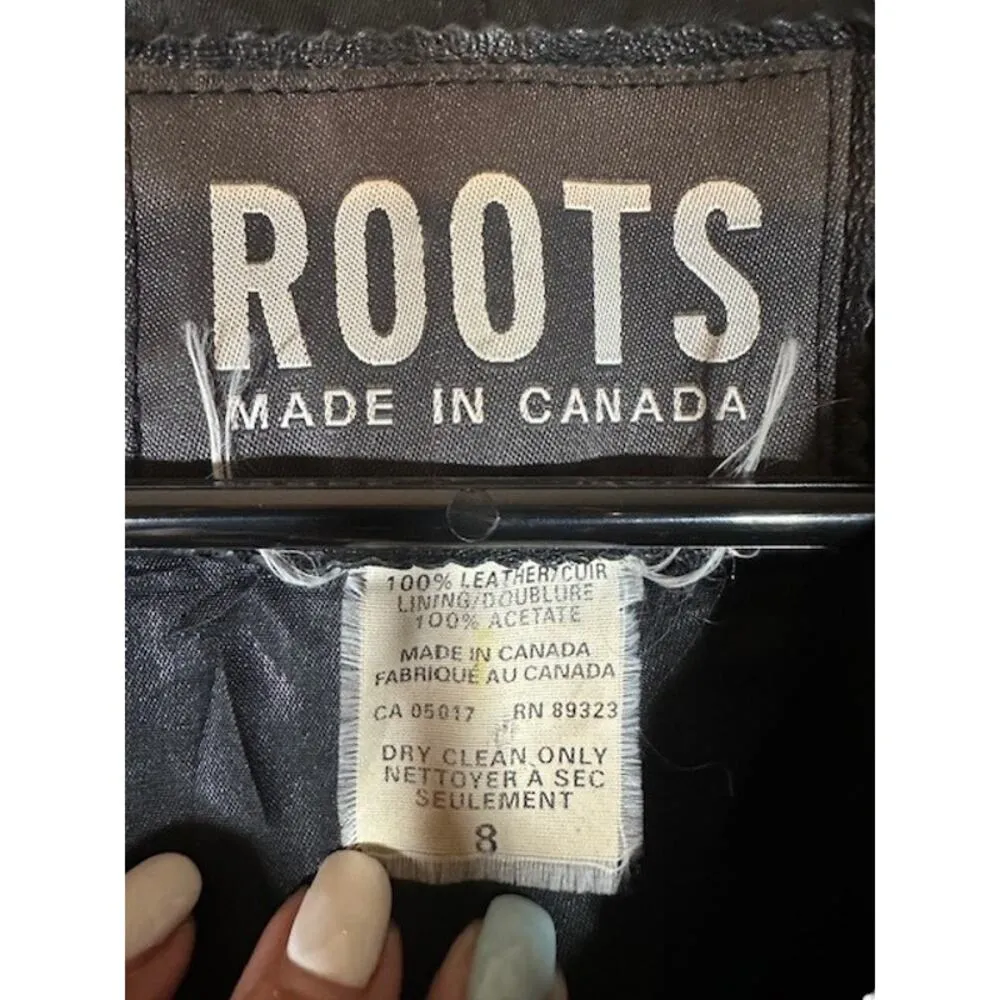 ROOTS
MADE IN CANADA
100% LEATHER/CUIR
LINING/DOUBLURE
100% ACETATE
MADE IN CANADA
FABRIQUÉ AU CANADA
CA 05017 RN 89323
DRY CLEAN ONLY
NETTOYER À SEC
SEULEMENT
8